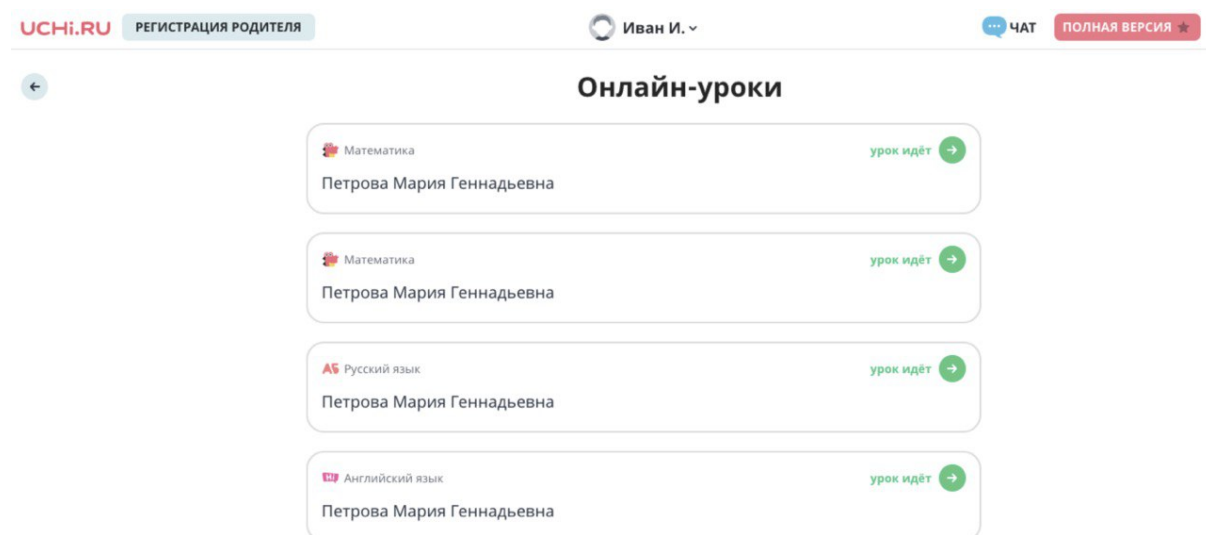 UCHi.RU РЕГИСТРАЦИЯ РОДИТЕЛЯ Иван И. ЧАТ ПОЛНАЯ ВЕРСИЯ
Онлайн-уроки
Математика урок идёт
Петрова Мария Геннадьевна
Математика урок идёт
Петрова Мария Геннадьевна
АБ Русский язык урок идёт
Петрова Мария Геннадьевна
Hi Английский язык урок идёт
Петрова Мария Геннадьевна